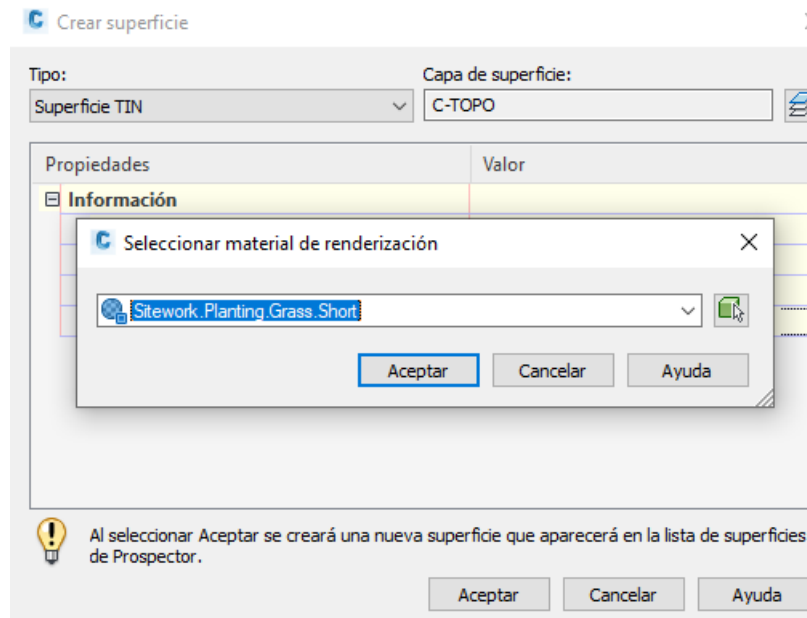 Crear superficie
Tipo:
Capa de superficie:
Superficie TIN
C-TOPO
Propiedades
Valor
Información
Seleccionar material de renderización
Sitework.Planting.Grass.Short
Aceptar
Cancelar
Ayuda
Al seleccionar Aceptar se creará una nueva superficie que aparecerá en la lista de superficies
de Prospector.
Aceptar
Cancelar
Ayuda